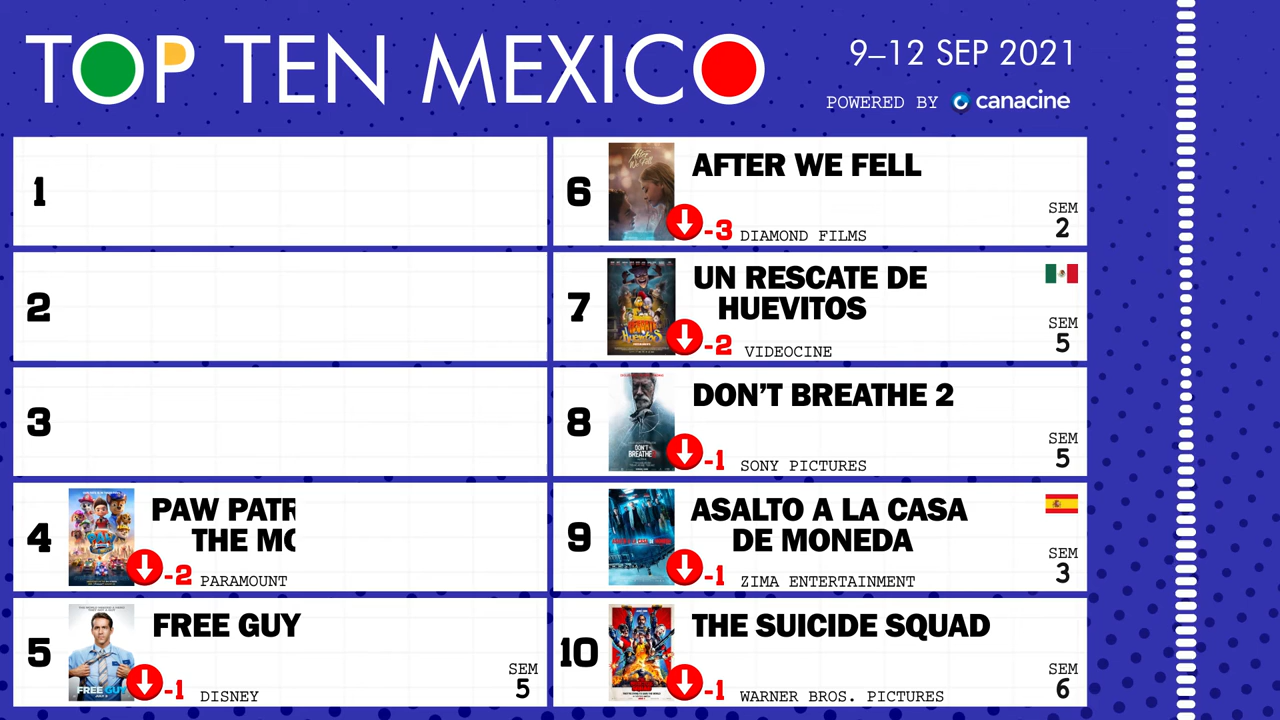 TOP TEN MEXICO
9–12 SEP 2021
POWERED BY canacine
1
2
3
4
PAW PATR
THE MO
-2 PARAMOUNT
5
FREE GUY
-1 DISNEY
SEM
5
6
AFTER WE FELL
-3 DIAMOND FILMS
SEM
2
7
UN RESCATE DE
HUEVITOS
-2 VIDEOCINE
SEM
5
8
DON'T BREATHE 2
-1 SONY PICTURES
SEM
5
9
ASALTO A LA CASA
DE MONEDA
-1 ZIMA ENTERTAINMENT
SEM
3
10
THE SUICIDE SQUAD
-1 WARNER BROS. PICTURES
SEM
6